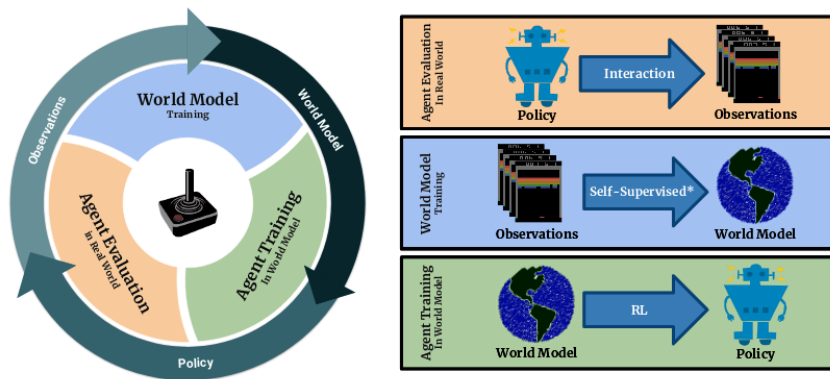 World Model
Training
World Model
Observations
Agent Evaluation
in Real World
Agent Training
In World Model
Policy
Agent Evaluation
In Real World
Policy
Interaction
Observations
World Model
Training
Observations
Self-Supervised*
World Model
Agent Training
In World Model
World Model
RL
Policy